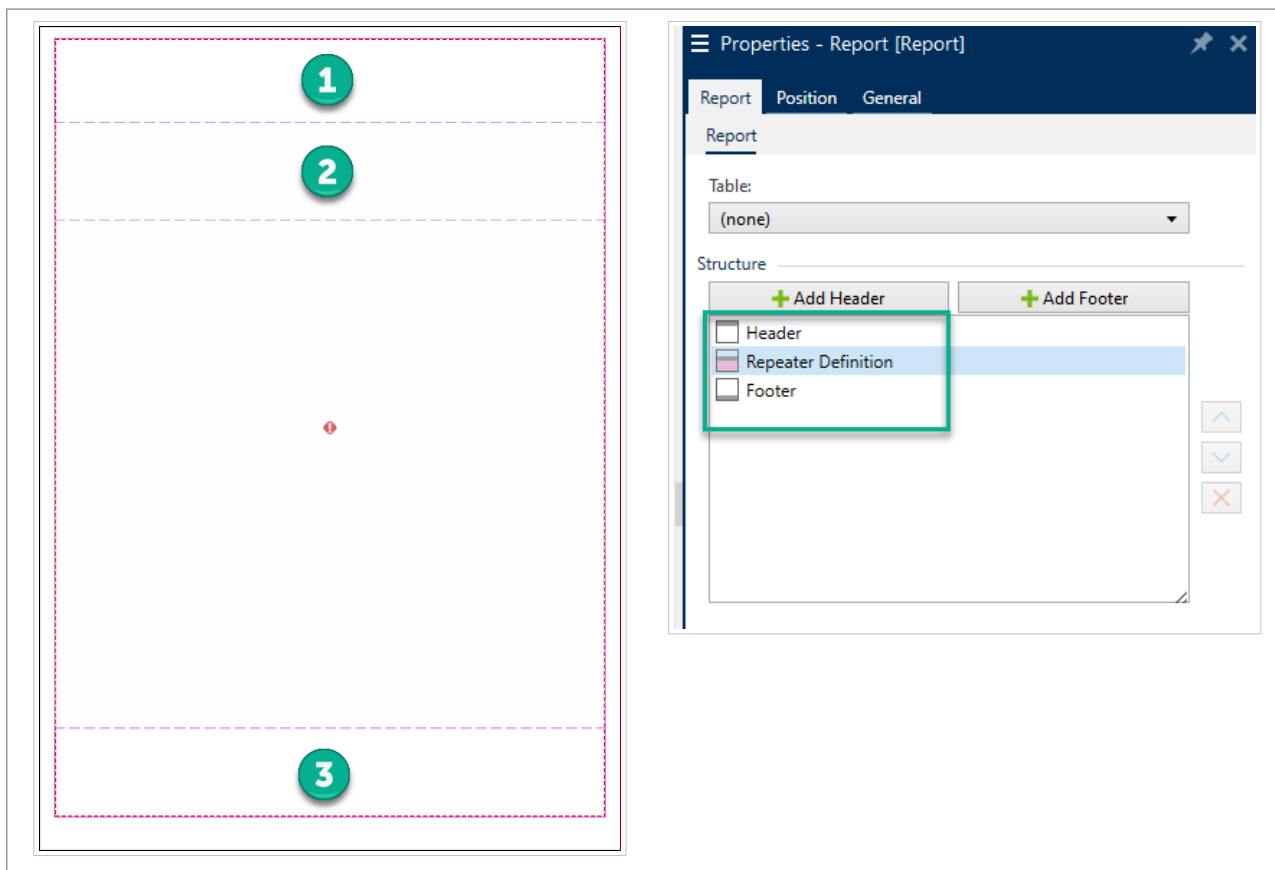 1
2
3
Properties - Report [Report]
Report Position General
Report
Table:
(none)
Structure
Add Header Add Footer
Header
Repeater Definition
Footer